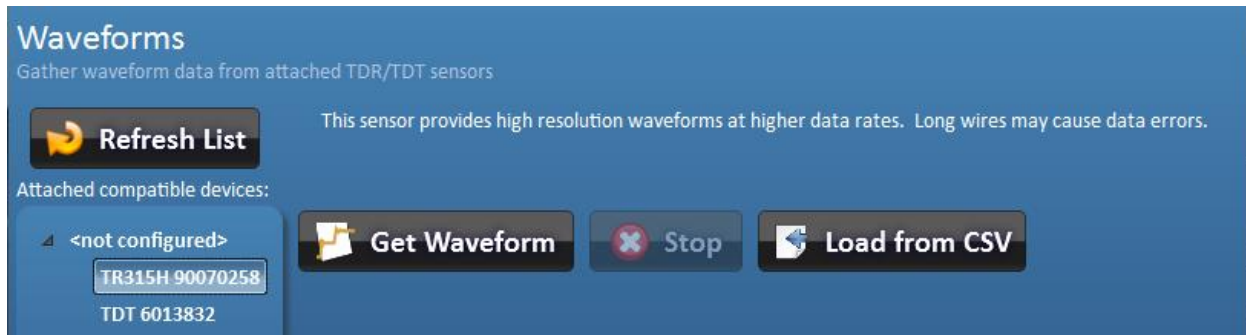 Waveforms
Gather waveform data from attached TDR/TDT sensors
Refresh List
This sensor provides high resolution waveforms at higher data rates.  Long wires may cause data errors.
Attached compatible devices:
<not configured>
TR315H 90070258
TDT 6013832
Get Waveform
Stop
Load from CSV